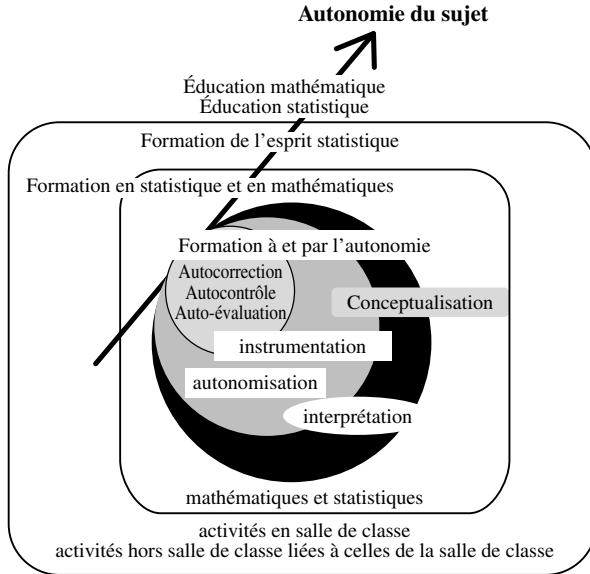 Autonomie du sujet
Éducation mathématique
Éducation statistique
Formation de l'esprit statistique
Formation en statistique et en mathématiques
Formation à et par l'autonomie
Autocorrection
Autocontrôle
Auto-évaluation
Conceptualisation
instrumentation
autonomisation
interprétation
mathématiques et statistiques
activités en salle de classe
activités hors salle de classe liées à celles de la salle de classe